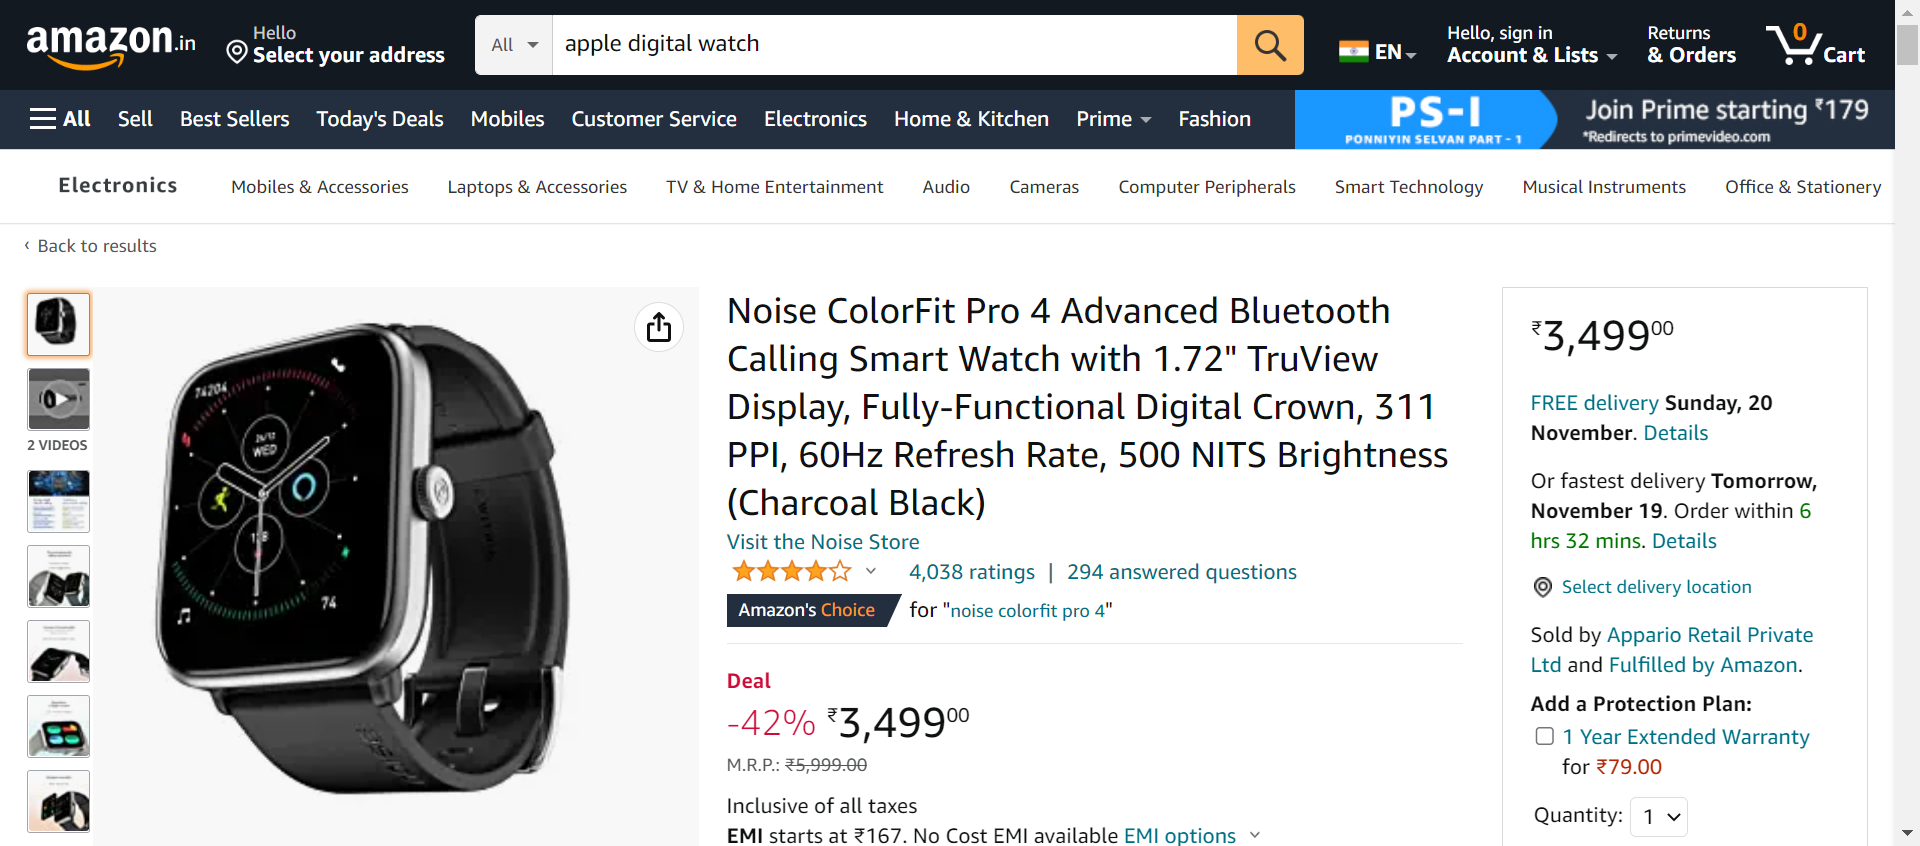 amazon.in
Hello
Select your address
All
apple digital watch
EN
Hello, sign in
Account & Lists
Returns
& Orders
0
Cart
All
Sell
Best Sellers
Today's Deals
Mobiles
Customer Service
Electronics
Home & Kitchen
Prime
Fashion
PS-I
PONNIYIN SELVAN PART - 1
Join Prime starting ₹179
*Redirects to primevideo.com
Electronics
Mobiles & Accessories
Laptops & Accessories
TV & Home Entertainment
Audio
Cameras
Computer Peripherals
Smart Technology
Musical Instruments
Office & Stationery
‹ Back to results
2 VIDEOS
74204
WED
74
Noise ColorFit Pro 4 Advanced Bluetooth
Calling Smart Watch with 1.72" TruView
Display, Fully-Functional Digital Crown, 311
PPI, 60Hz Refresh Rate, 500 NITS Brightness
(Charcoal Black)
Visit the Noise Store
4,038 ratings | 294 answered questions
Amazon's Choice for "noise colorfit pro 4"
Deal
-42% ₹3,49900
M.R.P.: ₹5,999.00
Inclusive of all taxes
EMI starts at ₹167. No Cost EMI available EMI options
₹3,49900
FREE delivery Sunday, 20
November. Details
Or fastest delivery Tomorrow,
November 19. Order within 6
hrs 32 mins. Details
Select delivery location
Sold by Appario Retail Private
Ltd and Fulfilled by Amazon.
Add a Protection Plan:
1 Year Extended Warranty
for ₹79.00
Quantity: 1